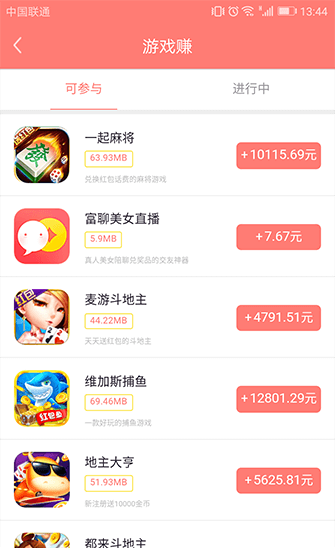 中国联通
13:44
游戏赚
可参与
进行中
一起麻将
63.93MB
兑换红包话费的麻将游戏
+10115.69元
富聊美女直播
5.9MB
真人美女陪聊兑奖品的交友神器
+7.67元
麦游斗地主
44.22MB
天天送红包的斗地主
+4791.51元
维加斯捕鱼
69.46MB
一款好玩的捕鱼游戏
+12801.29元
红包鱼
地主大亨
51.93MB
新注册送10000金币
+5625.81元
都来斗地主